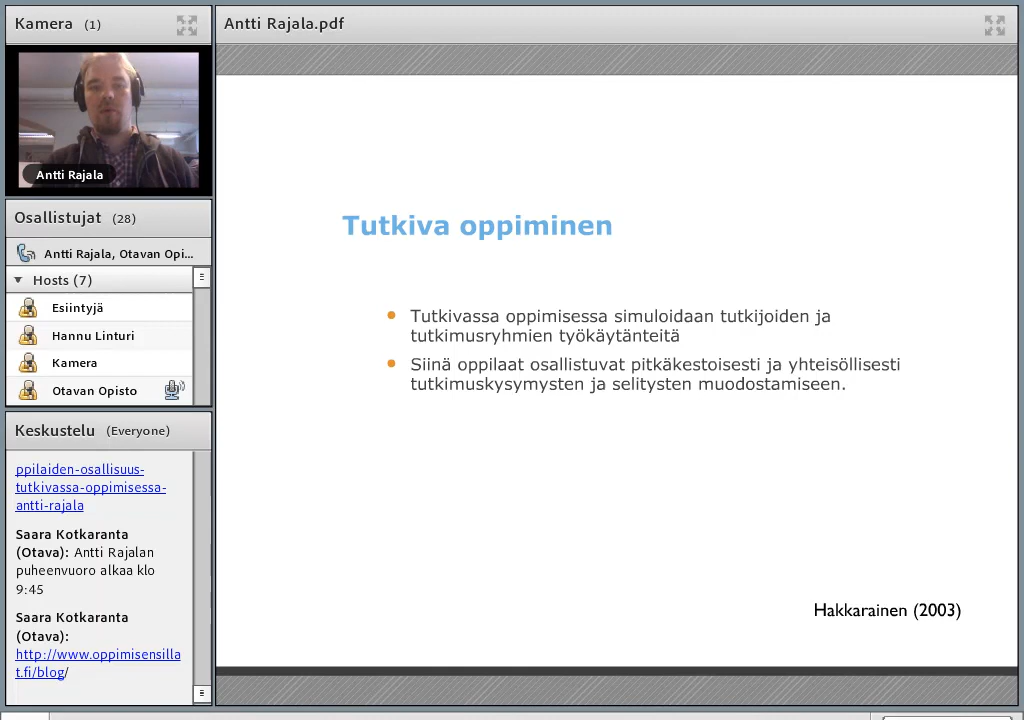 Kamera (1)
Antti Rajala
Osallistujat (28)
Antti Rajala, Otavan Opi...
Hosts (7)
Esiintyjä
Hannu Linturi
Kamera
Otavan Opisto
Keskustelu (Everyone)
ppilaiden-osallisuus-
tutkivassa-oppimisessa-
antti-rajala
Saara Kotkaranta
(Otava): Antti Rajalan
puheenvuoro alkaa klo
9:45
Saara Kotkaranta
(Otava):
http://www.oppimisensilla
t.fi/blog/
Antti Rajala.pdf
Tutkiva oppiminen
Tutkivassa oppimisessa simuloidaan tutkijoiden ja
tutkimusryhmien työkäytänteitä
Siinä oppilaat osallistuvat pitkäkestoisesti ja yhteisöllisesti
tutkimuskysymysten ja selitysten muodostamiseen.
Hakkarainen (2003)